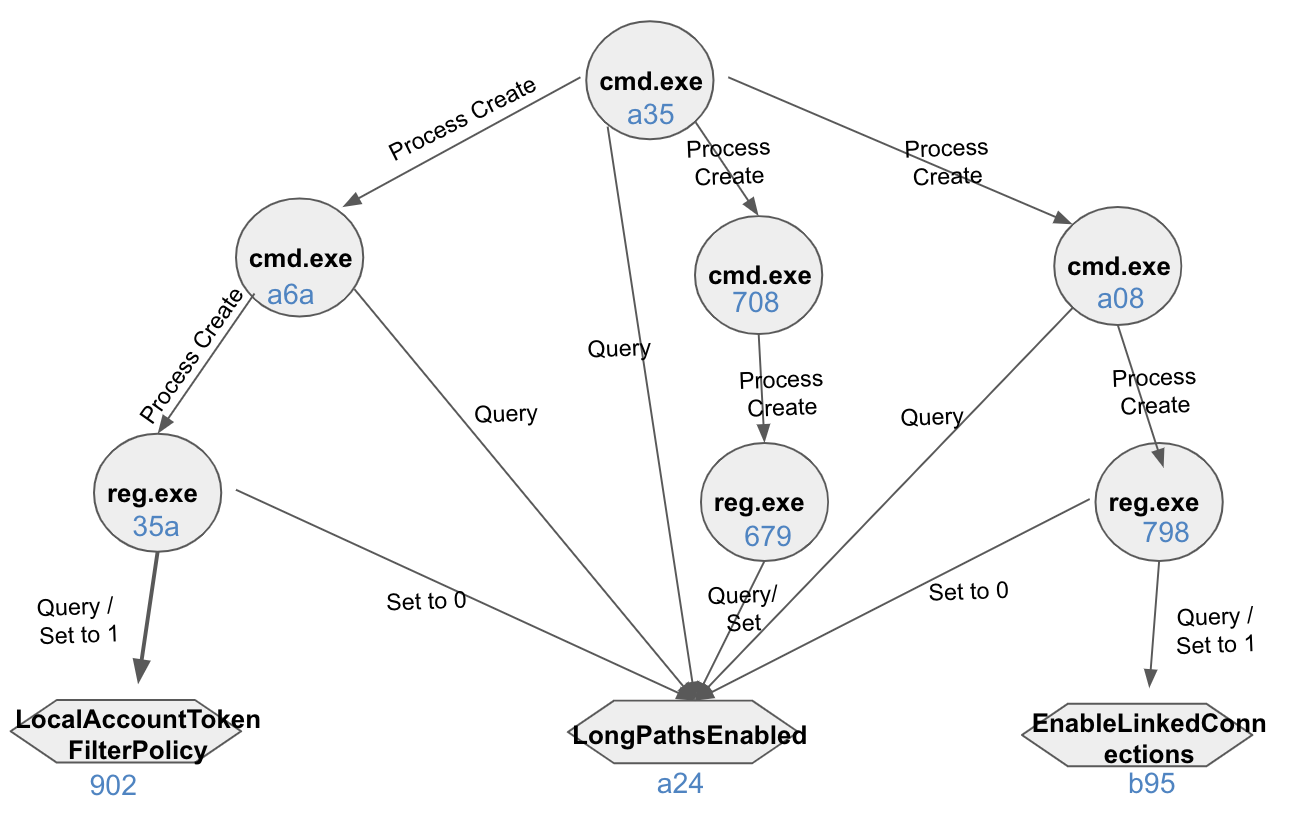 cmd.exe
a35
Process Create
Process
Create
Process
Create
cmd.exe
a6a
cmd.exe
708
cmd.exe
a08
Process Create
Query
Query
Process
Create
Query
Process
Create
reg.exe
35a
reg.exe
679
reg.exe
798
Query /
Set to 1
Set to 0
Query/
Set
Set to 0
Query /
Set to 1
LocalAccountToken
FilterPolicy
902
LongPathsEnabled
a24
EnableLinkedConn
ections
b95